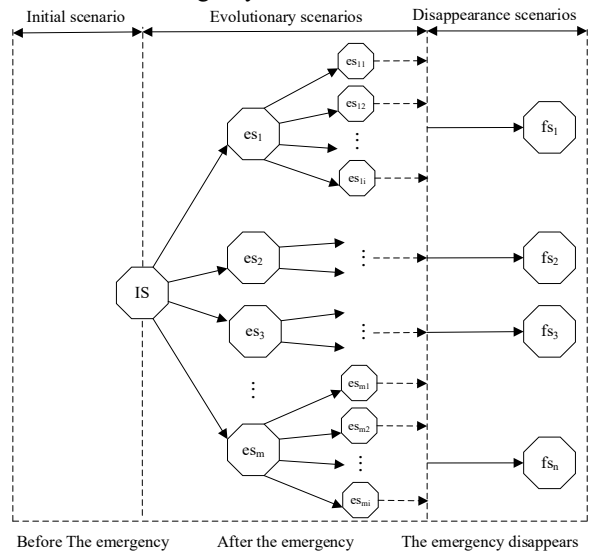 Initial scenario
Evolutionary scenarios
Disappearance scenarios
es11
es12
es1
⋮
fs1
es1i
es2
⋮
fs2
IS
es3
⋮
fs3
⋮
esm1
esm2
esm
⋮
fsn
esmi
Before The emergency
After the emergency
The emergency disappears